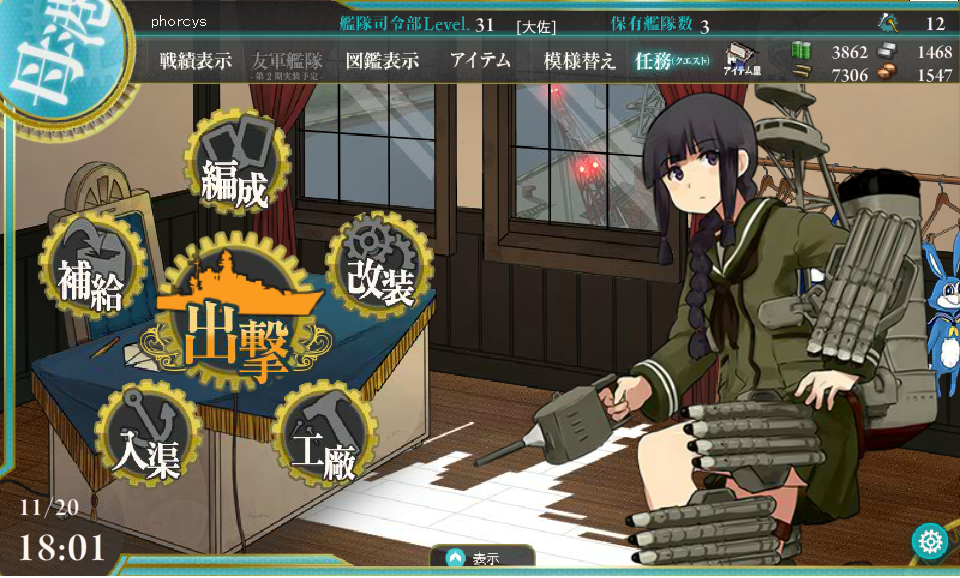 母港
phorcys
艦隊司令部Level. 31 [大佐]
保有艦隊数 3
12
戦績表示
友軍艦隊
-第2期実装予定-
図鑑表示
アイテム
模様替え
任務(クエスト)
アイテム屋
3862 1468
7306 1547
編成
補給
改装
出撃
入渠
工廠
11/20
18:01
表示